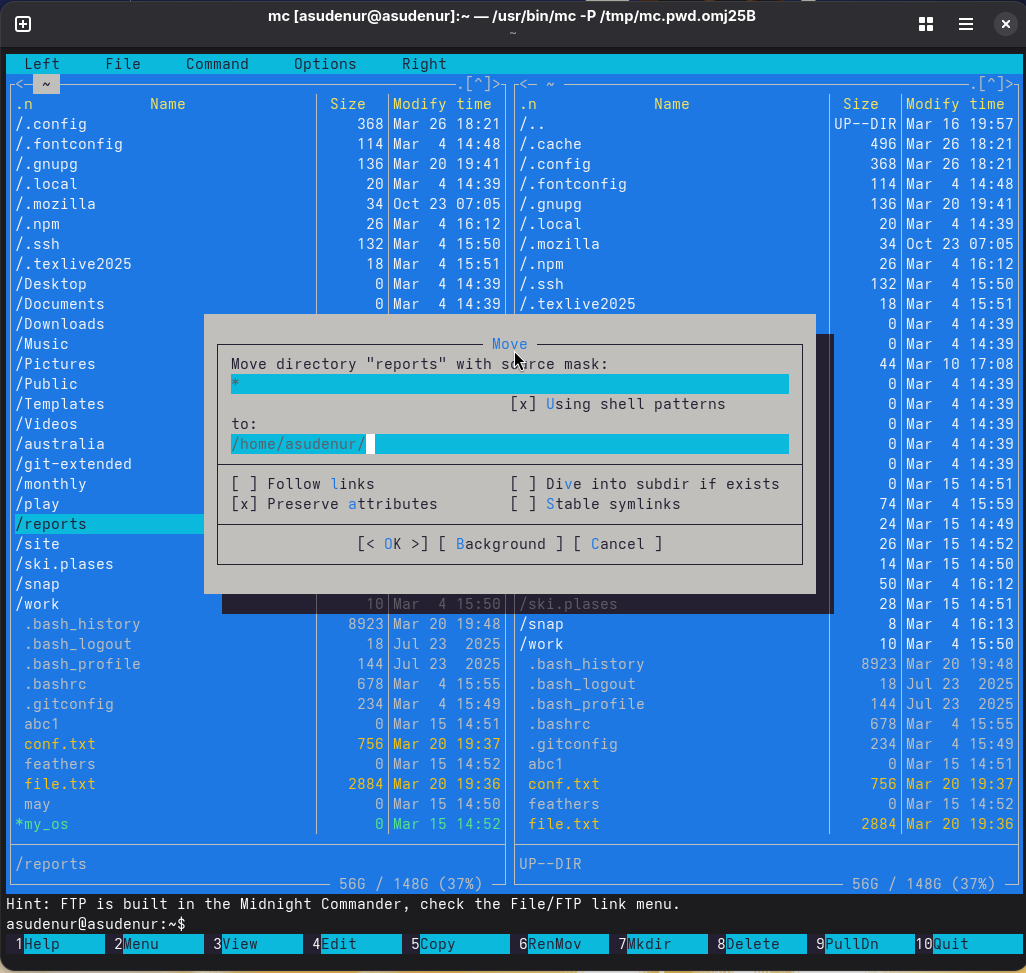 mc [asudenur@asudenur]:~ — /usr/bin/mc -P /tmp/mc.pwd.omj25B
~
Left File Command Options Right
<─ ~ .[^]> <─ ~ .[^]>
.n Name Size Modify time .n Name Size Modify time
/.config 368 Mar 26 18:21 /.. UP--DIR Mar 16 19:57
/.fontconfig 114 Mar 4 14:48 /.cache 496 Mar 26 18:21
/.gnupg 136 Mar 20 19:41 /.config 368 Mar 26 18:21
/.local 20 Mar 4 14:39 /.fontconfig 114 Mar 4 14:48
/.mozilla 34 Oct 23 07:05 /.gnupg 136 Mar 20 19:41
/.npm 26 Mar 4 16:12 /.local 20 Mar 4 14:39
/.ssh 132 Mar 4 15:50 /.mozilla 34 Oct 23 07:05
/.texlive2025 18 Mar 4 15:51 /.npm 26 Mar 4 16:12
/Desktop 0 Mar 4 14:39 /.ssh 132 Mar 4 15:50
/Documents 0 Mar 4 14:39 /.texlive2025 18 Mar 4 15:51
/Downloads 0 Mar 4 14:39
/Music Move 0 Mar 4 14:39
/Pictures Move directory "reports" with source mask: 44 Mar 10 17:08
/Public * 0 Mar 4 14:39
/Templates [x] Using shell patterns 0 Mar 4 14:39
/Videos to: 0 Mar 4 14:39
/australia /home/asudenur/ 0 Mar 4 14:39
/git-extended 0 Mar 4 14:39
/monthly [ ] Follow links [ ] Dive into subdir if exists 0 Mar 15 14:51
/play [x] Preserve attributes [ ] Stable symlinks 74 Mar 4 15:59
/reports 24 Mar 15 14:49
/site [< OK >] [ Background ] [ Cancel ] 26 Mar 15 14:52
/ski.plases 14 Mar 15 14:50
/snap 50 Mar 4 16:12
/work 10 Mar 4 15:50 /ski.plases 28 Mar 15 14:51
.bash_history 8923 Mar 20 19:48 /snap 8 Mar 4 16:13
.bash_logout 18 Jul 23 2025 /work 10 Mar 4 15:50
.bash_profile 144 Jul 23 2025 .bash_history 8923 Mar 20 19:48
.bashrc 678 Mar 4 15:55 .bash_logout 18 Jul 23 2025
.gitconfig 234 Mar 4 15:49 .bash_profile 144 Jul 23 2025
abc1 0 Mar 15 14:51 .bashrc 678 Mar 4 15:55
conf.txt 756 Mar 20 19:37 .gitconfig 234 Mar 4 15:49
feathers 0 Mar 15 14:52 abc1 0 Mar 15 14:51
file.txt 2884 Mar 20 19:36 conf.txt 756 Mar 20 19:37
may 0 Mar 15 14:50 feathers 0 Mar 15 14:52
*my_os 0 Mar 15 14:52 file.txt 2884 Mar 20 19:36
/reports UP--DIR
56G / 148G (37%) 56G / 148G (37%)
Hint: FTP is built in the Midnight Commander, check the File/FTP link menu.
asudenur@asudenur:~$
1Help 2Menu 3View 4Edit 5Copy 6RenMov 7Mkdir 8Delete 9PullDn 10Quit